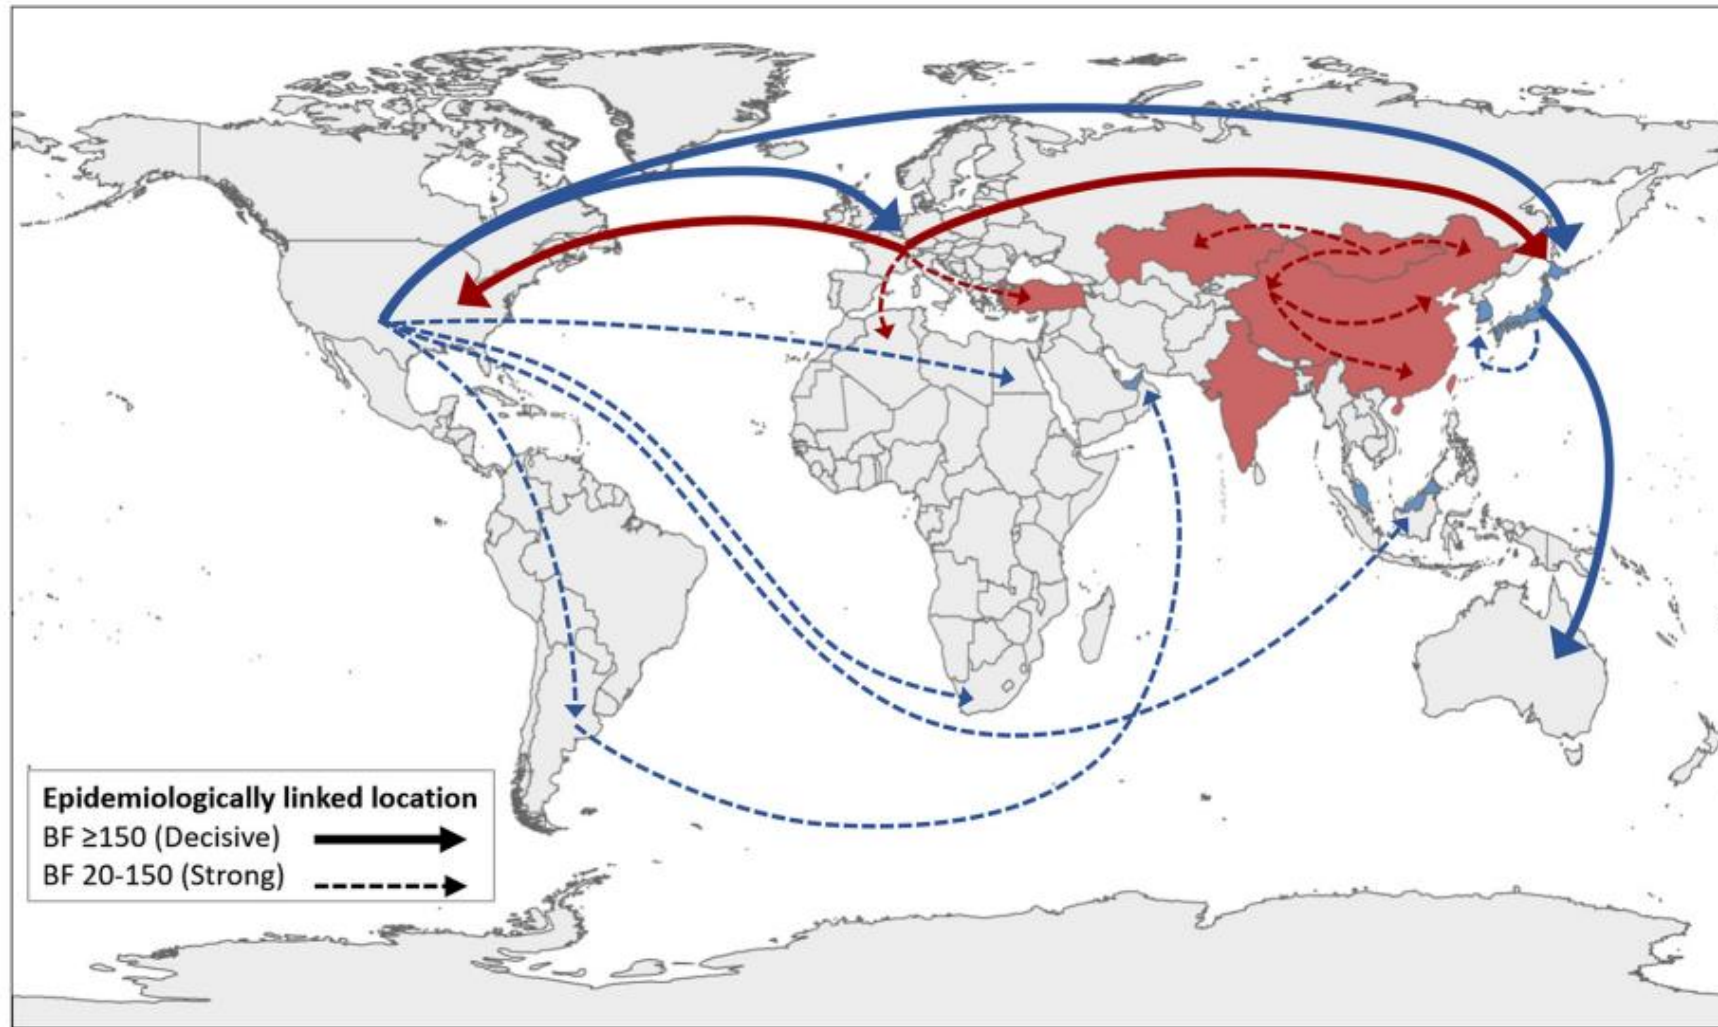 Epidemiologically linked location
BF ≥150 (Decisive)
BF 20-150 (Strong)